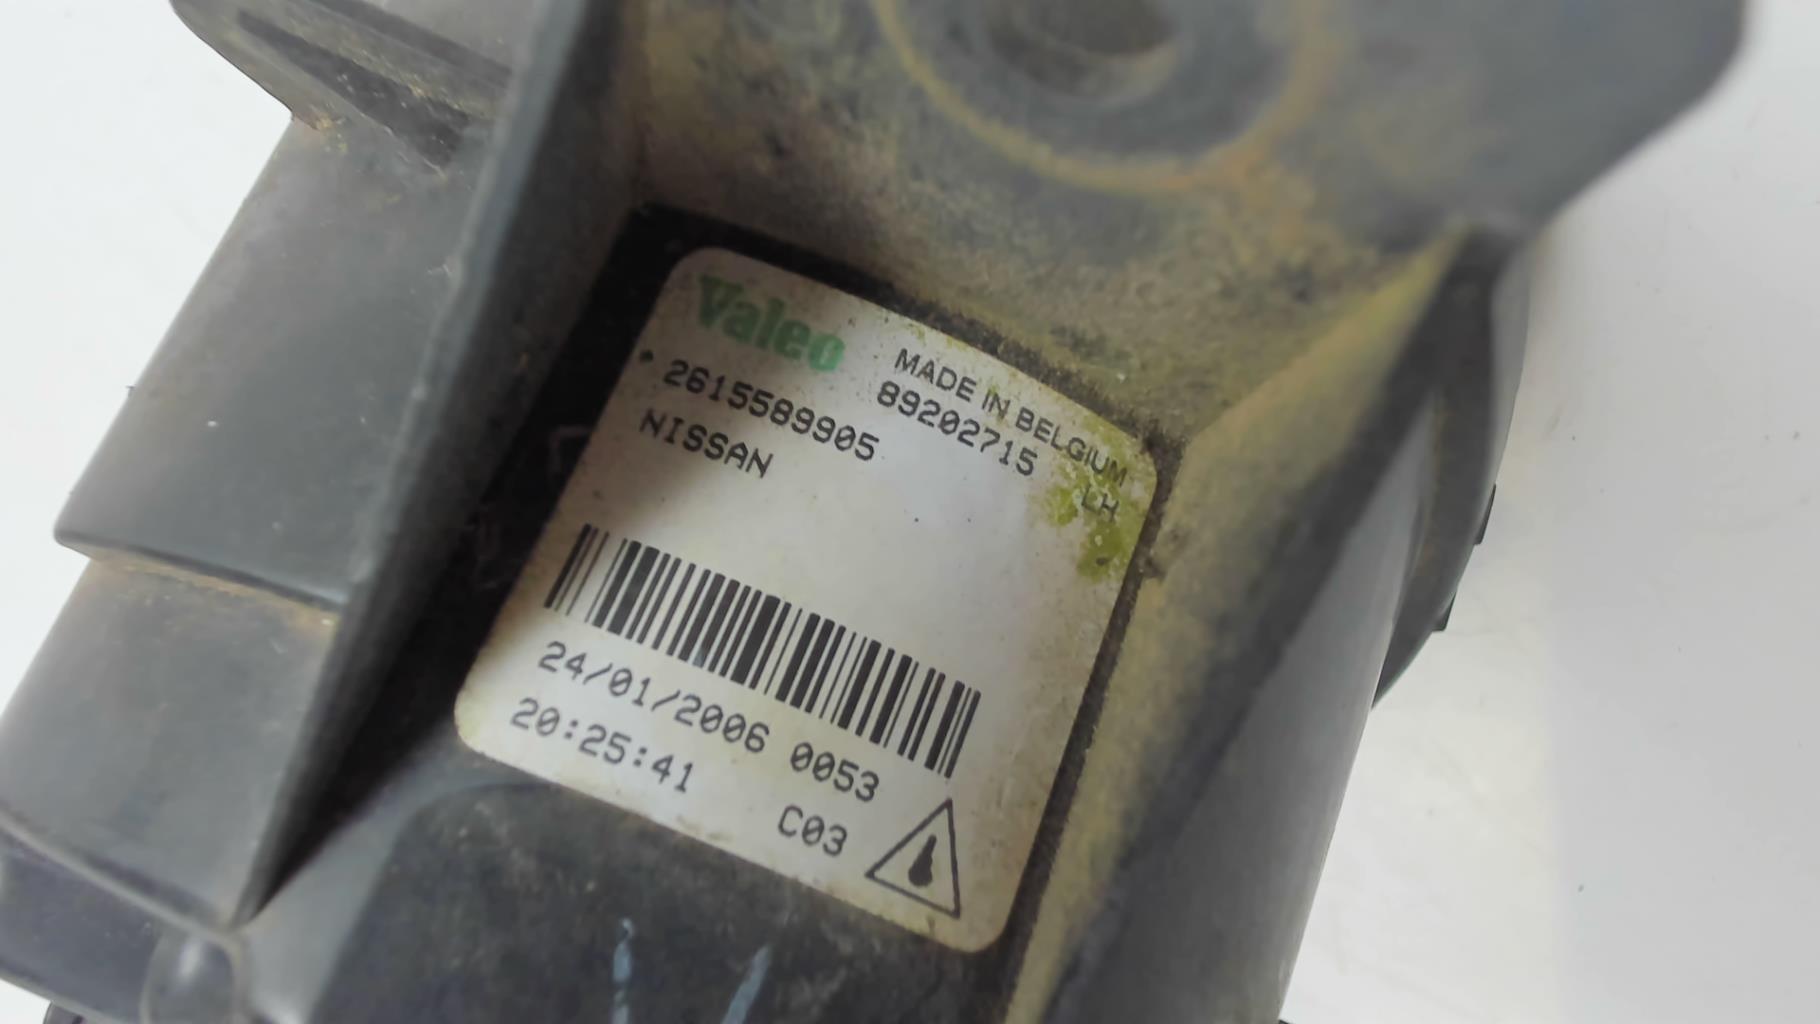 Valeo
MADE IN BELGIUM
2615589905 89202715 LH
NISSAN
24/01/2006 0053
20:25:41 C03